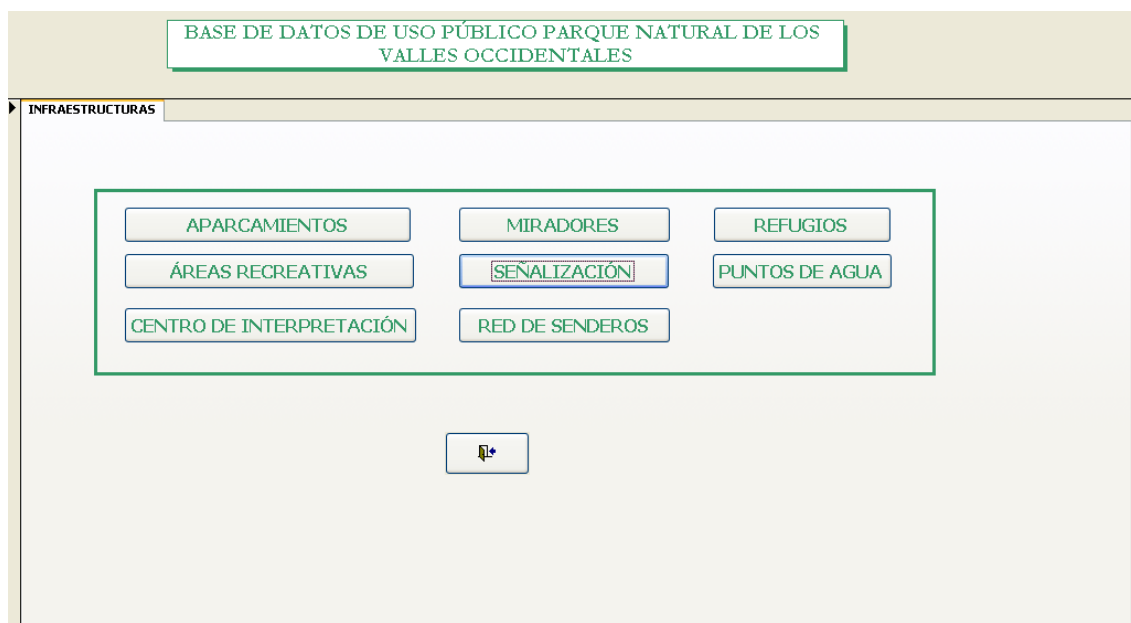 BASE DE DATOS DE USO PÚBLICO PARQUE NATURAL DE LOS
VALLES OCCIDENTALES
INFRAESTRUCTURAS
APARCAMIENTOS
MIRADORES
REFUGIOS
ÁREAS RECREATIVAS
SEÑALIZACIÓN
PUNTOS DE AGUA
CENTRO DE INTERPRETACIÓN
RED DE SENDEROS